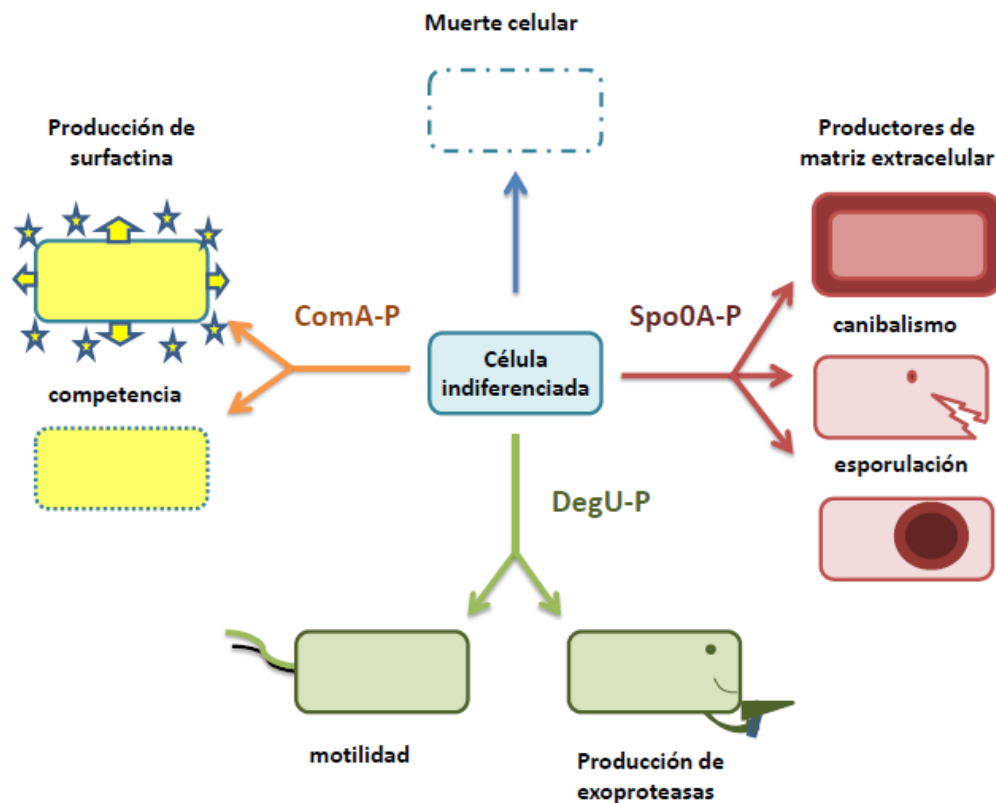 Muerte celular
Producción de
surfactina
Productores de
matriz extracelular
ComA-P
Spo0A-P
canibalismo
Célula
indiferenciada
competencia
esporulación
DegU-P
motilidad
Producción de
exoproteasas